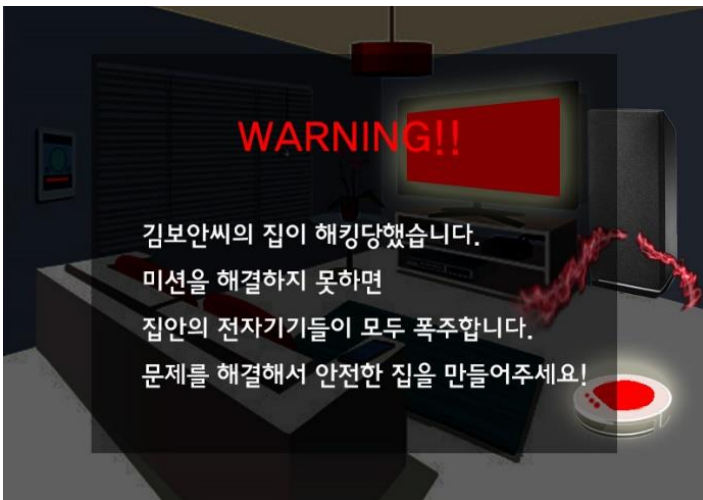 WARNING!!
김보안씨의 집이 해킹당했습니다.
미션을 해결하지 못하면
집안의 전자기기들이 모두 폭주합니다.
문제를 해결해서 안전한 집을 만들어주세요!